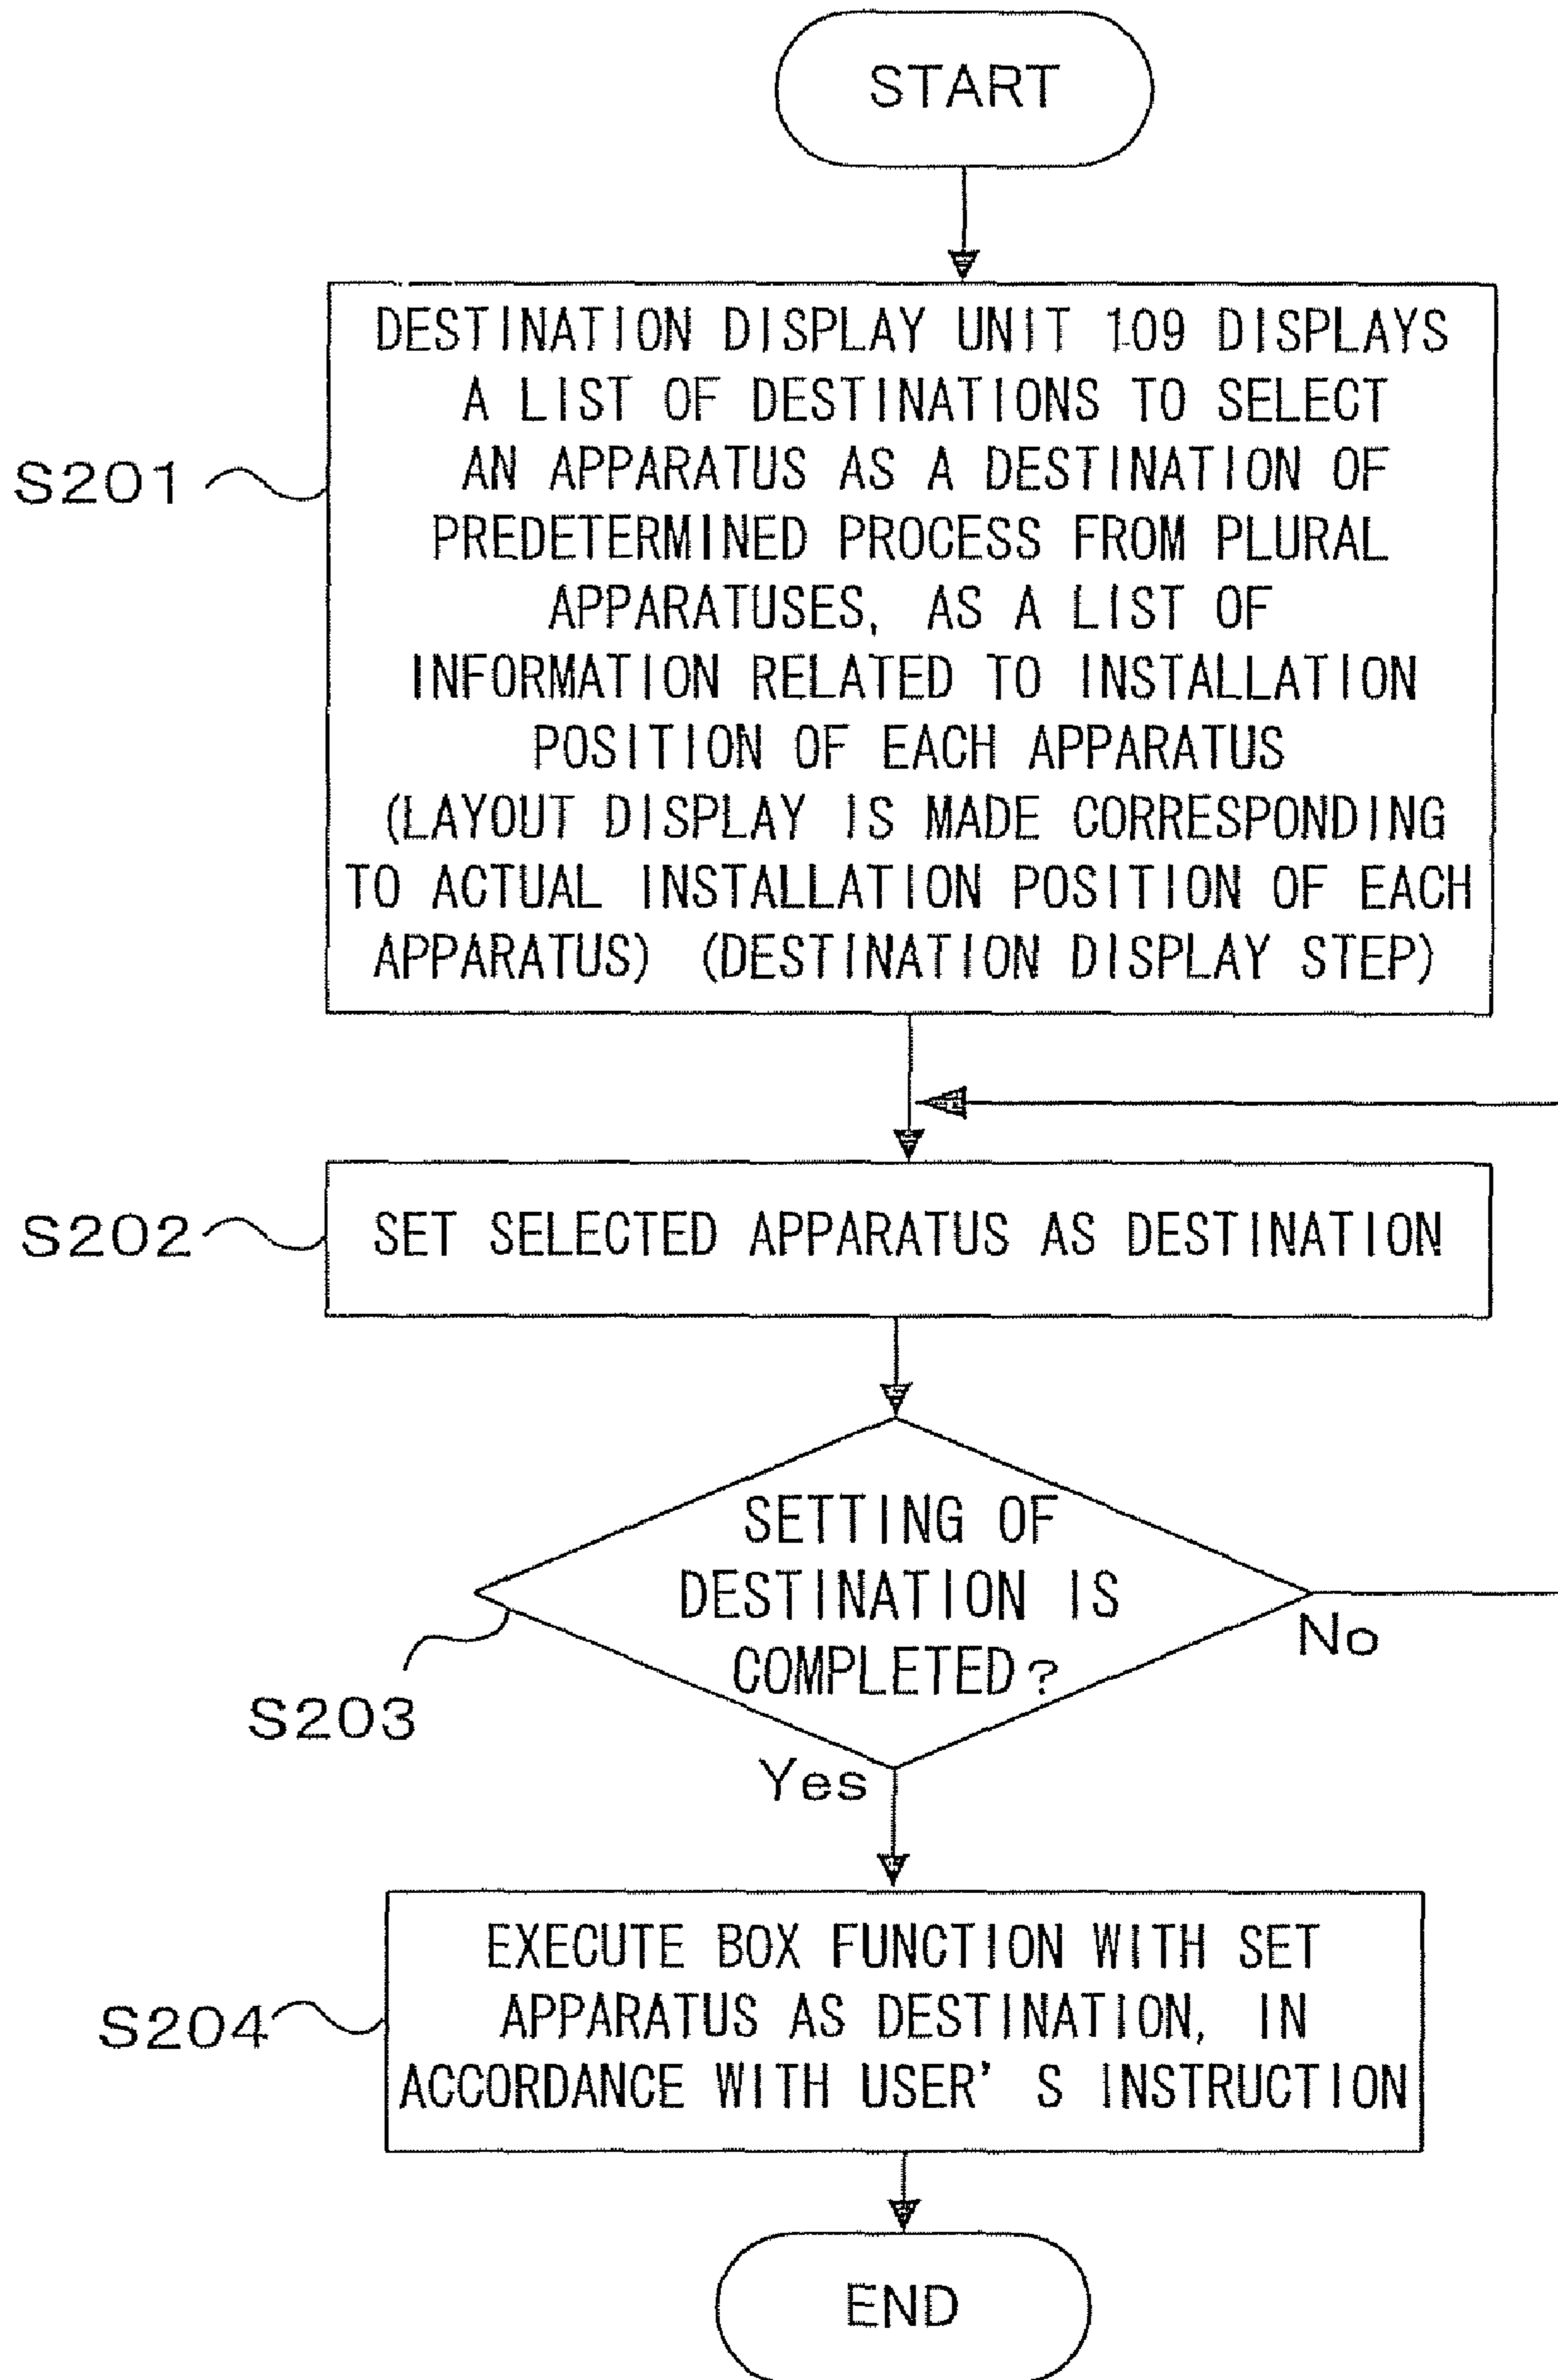 START
DESTINATION DISPLAY UNIT 109 DISPLAYS
A LIST OF DESTINATIONS TO SELECT
AN APPARATUS AS A DESTINATION OF
PREDETERMINED PROCESS FROM PLURAL
APPARATUSES, AS A LIST OF
INFORMATION RELATED TO INSTALLATION
POSITION OF EACH APPARATUS
(LAYOUT DISPLAY IS MADE CORRESPONDING
TO ACTUAL INSTALLATION POSITION OF EACH
APPARATUS) (DESTINATION DISPLAY STEP)
S201
SET SELECTED APPARATUS AS DESTINATION
S202
SETTING OF
DESTINATION IS
COMPLETED?
No
S203
Yes
EXECUTE BOX FUNCTION WITH SET
APPARATUS AS DESTINATION, IN
ACCORDANCE WITH USER'S INSTRUCTION
S204
END